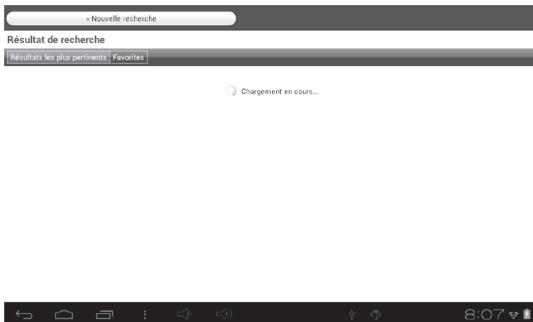 « Nouvelle recherche
Résultat de recherche
Résultats les plus pertinents Favorites
Chargement en cours...
8:07